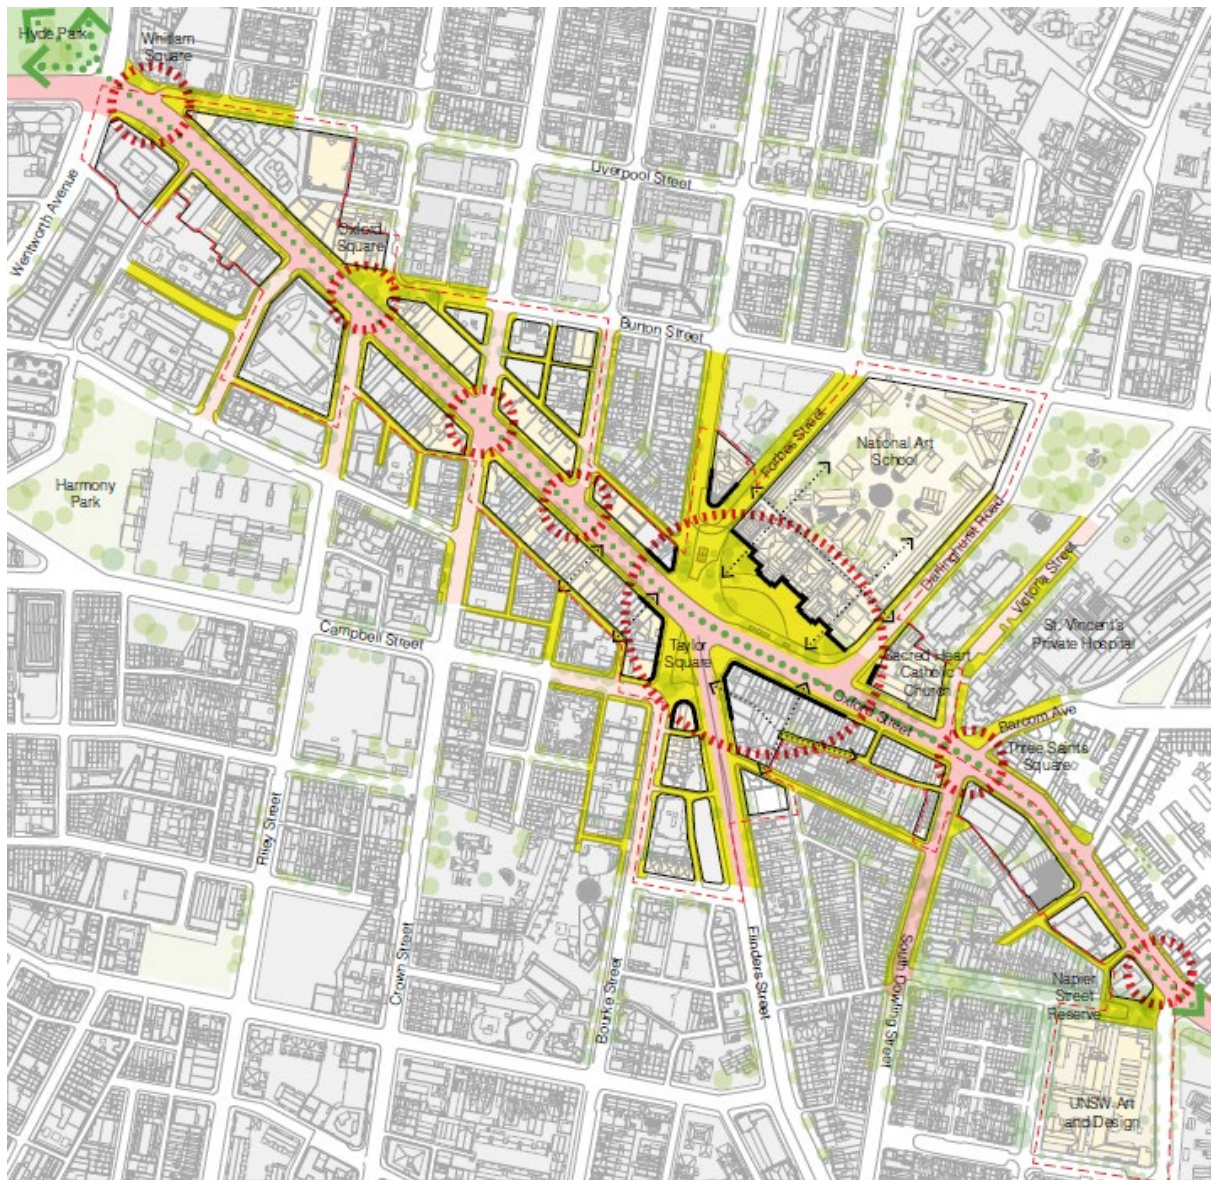 Hyde Park
Whitlam
Square
Wentworth Avenue
Liverpool Street
Oxford
Square
Burton Street
Forbes Street
National Art
School
Harmony
Park
Darlinghurst Road
Victoria Street
St. Vincent's
Private Hospital
Campbell Street
Taylor
Square
Sacred Heart
Catholic
Church
Oxford Street
Barcom Ave
Three Saints
Square
Riley Street
Crown Street
Bourke Street
Flinders Street
South Dowling Street
Napier
Street
Reserve
UNSW Art
and Design